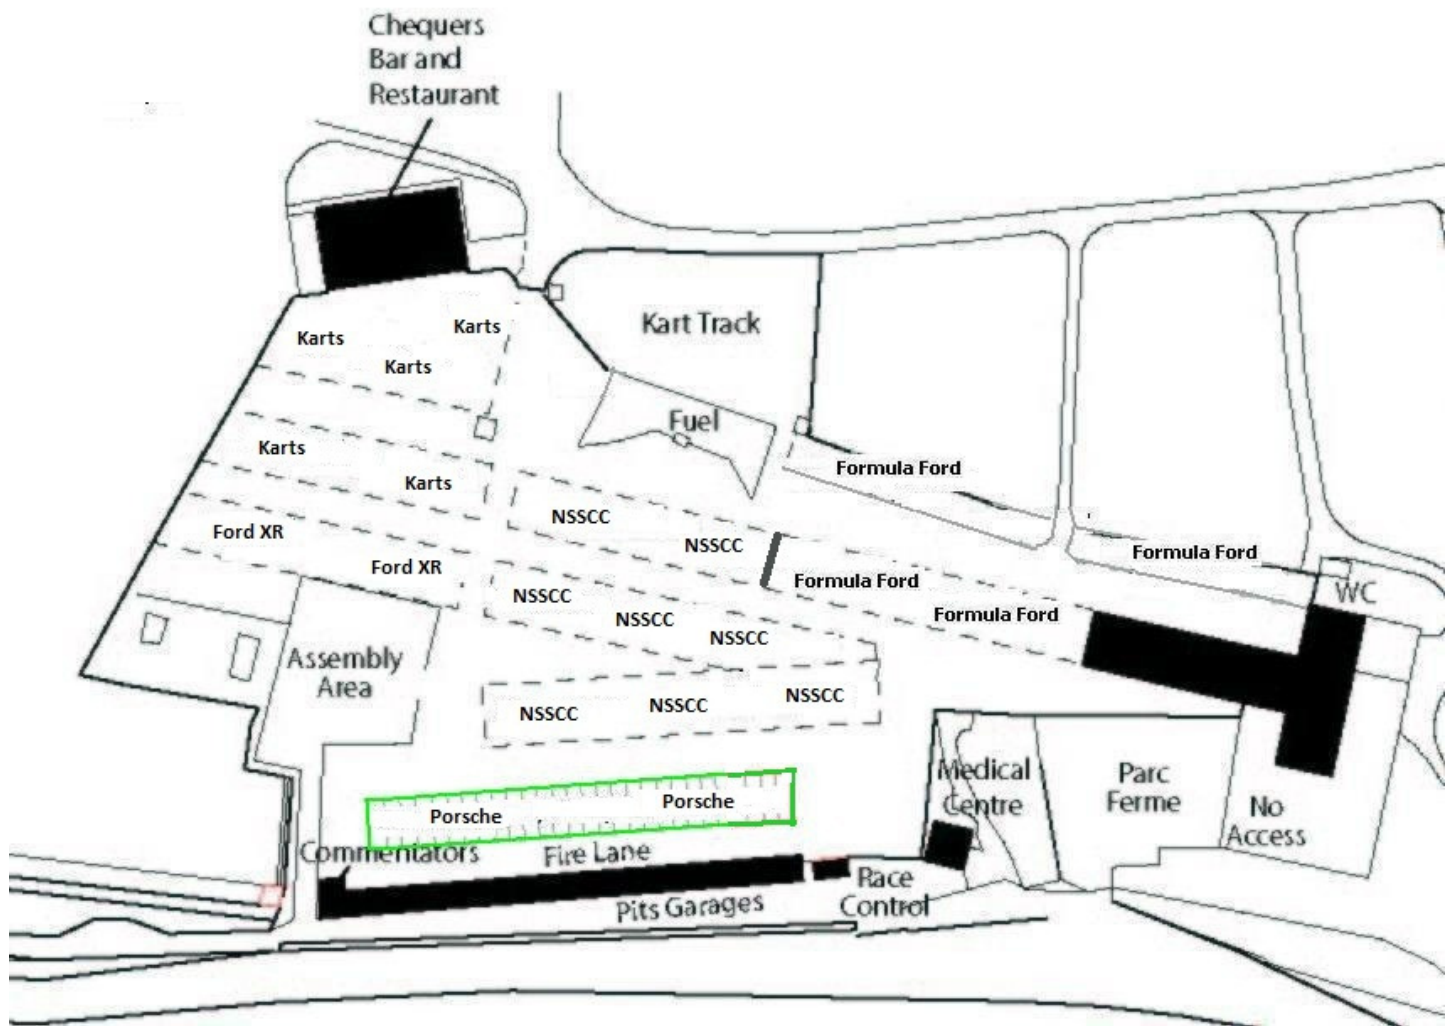 Chequers
Bar and
Restaurant
Karts
Karts
Kart Track
Karts
Fuel
Karts
Formula Ford
Karts
NSSCC
Ford XR
NSSCC
Formula Ford
Ford XR
Formula Ford
WC
NSSCC
NSSCC
Formula Ford
NSSCC
Assembly
Area
NSSCC
NSSCC
NSSCC
Medical
Centre
Parc
Ferme
No
Access
Porsche
Porsche
Commentators
Fire Lane
Race
Control
Pits Garages